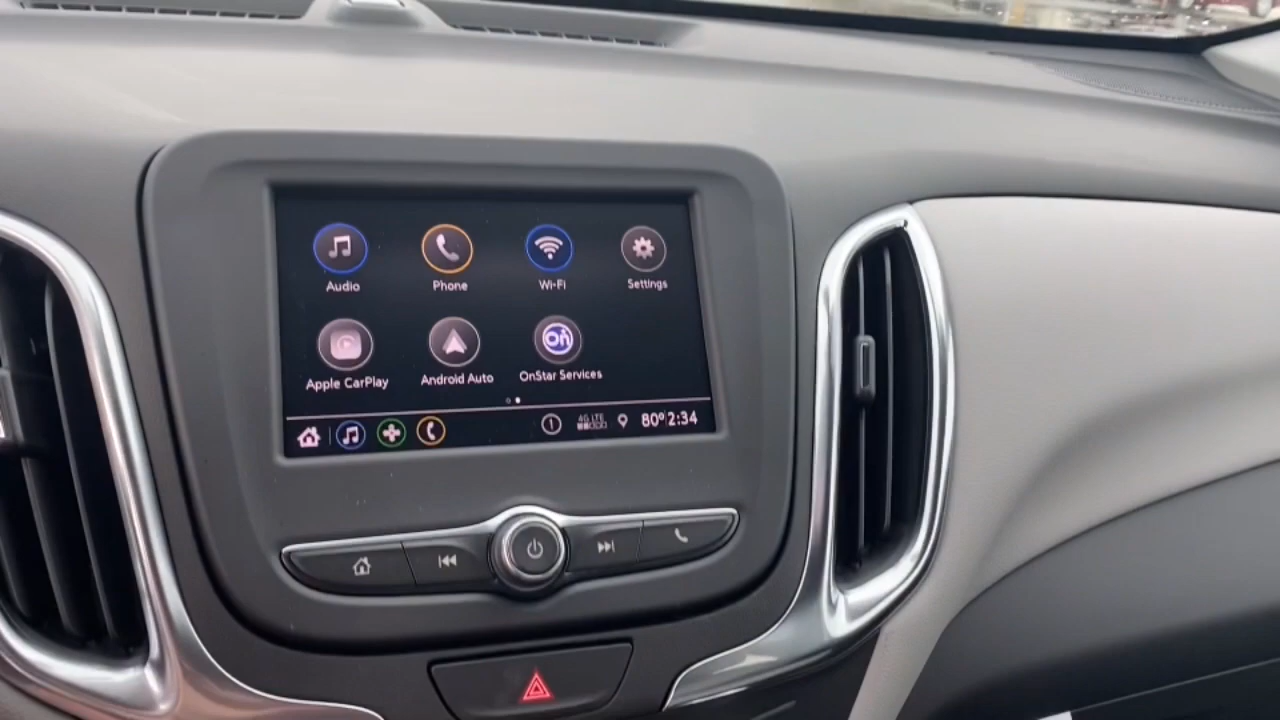 Audio Phone Wi-Fi Settings
Apple CarPlay Android Auto OnStar Services
4G LTE 80° 2:34